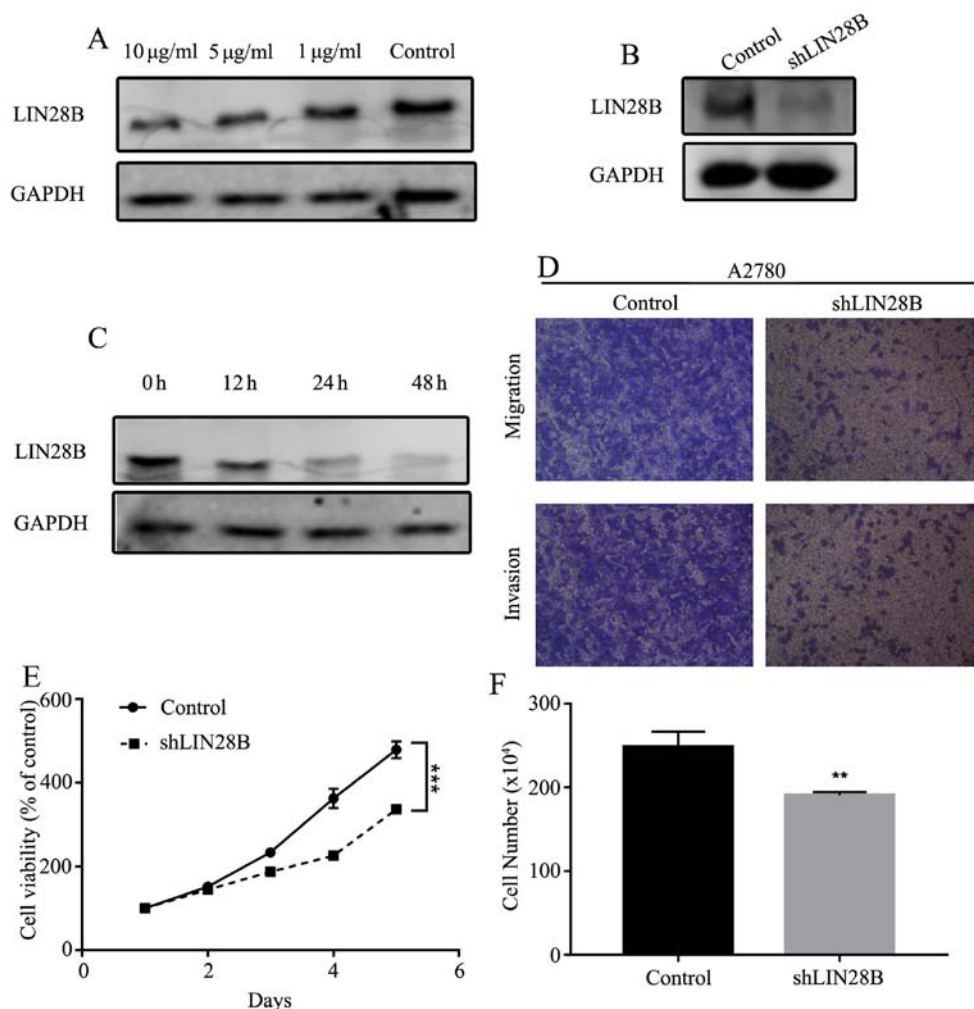 A
10 μg/ml 5 μg/ml 1 μg/ml Control
LIN28B
GAPDH
B
Control shLIN28B
LIN28B
GAPDH
C
0 h 12 h 24 h 48 h
LIN28B
GAPDH
D
A2780
Control shLIN28B
Migration
Invasion
E
Cell viability (% of control)
600
400
200
0
0 2 4 6
Days
Control
shLIN28B
***
F
Cell Number (x10⁴)
300
200
100
0
**
Control shLIN28B